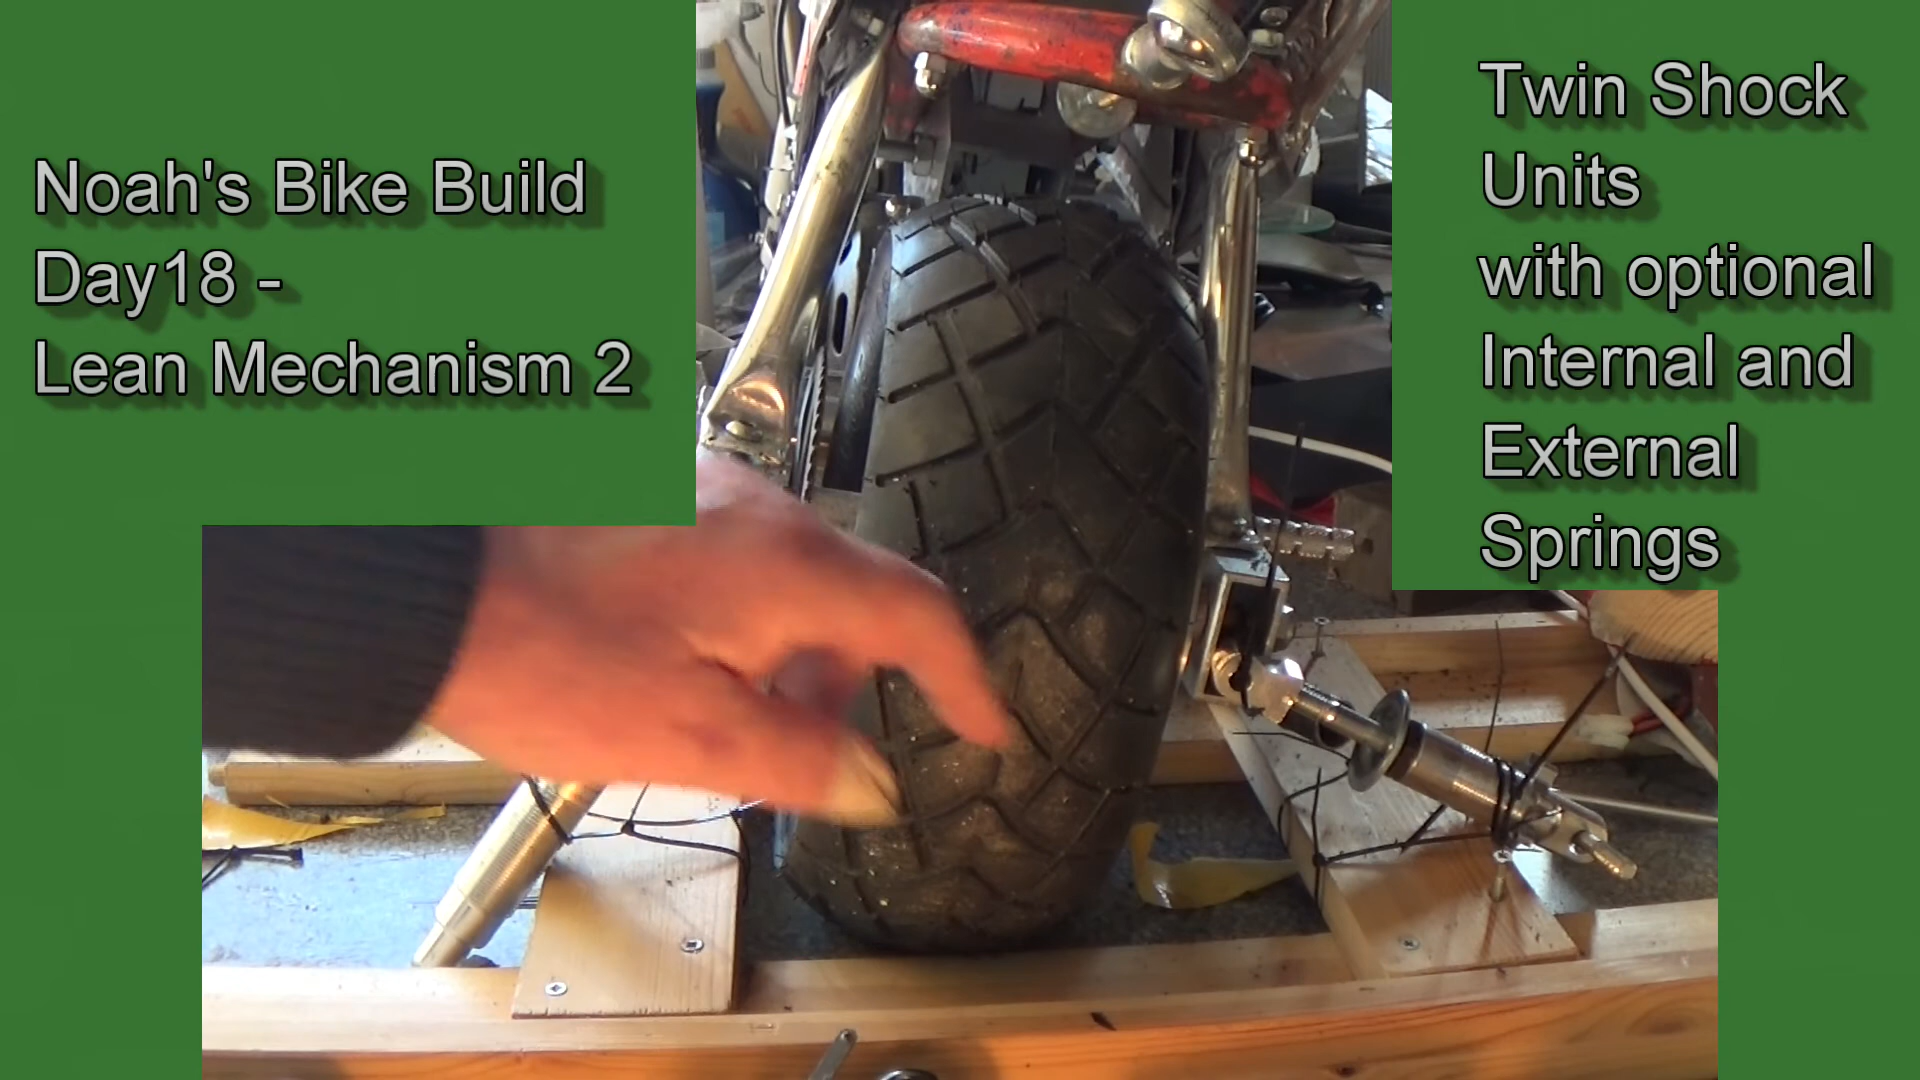 Noah's Bike Build
Day18 -
Lean Mechanism 2
Twin Shock
Units
with optional
Internal and
External
Springs